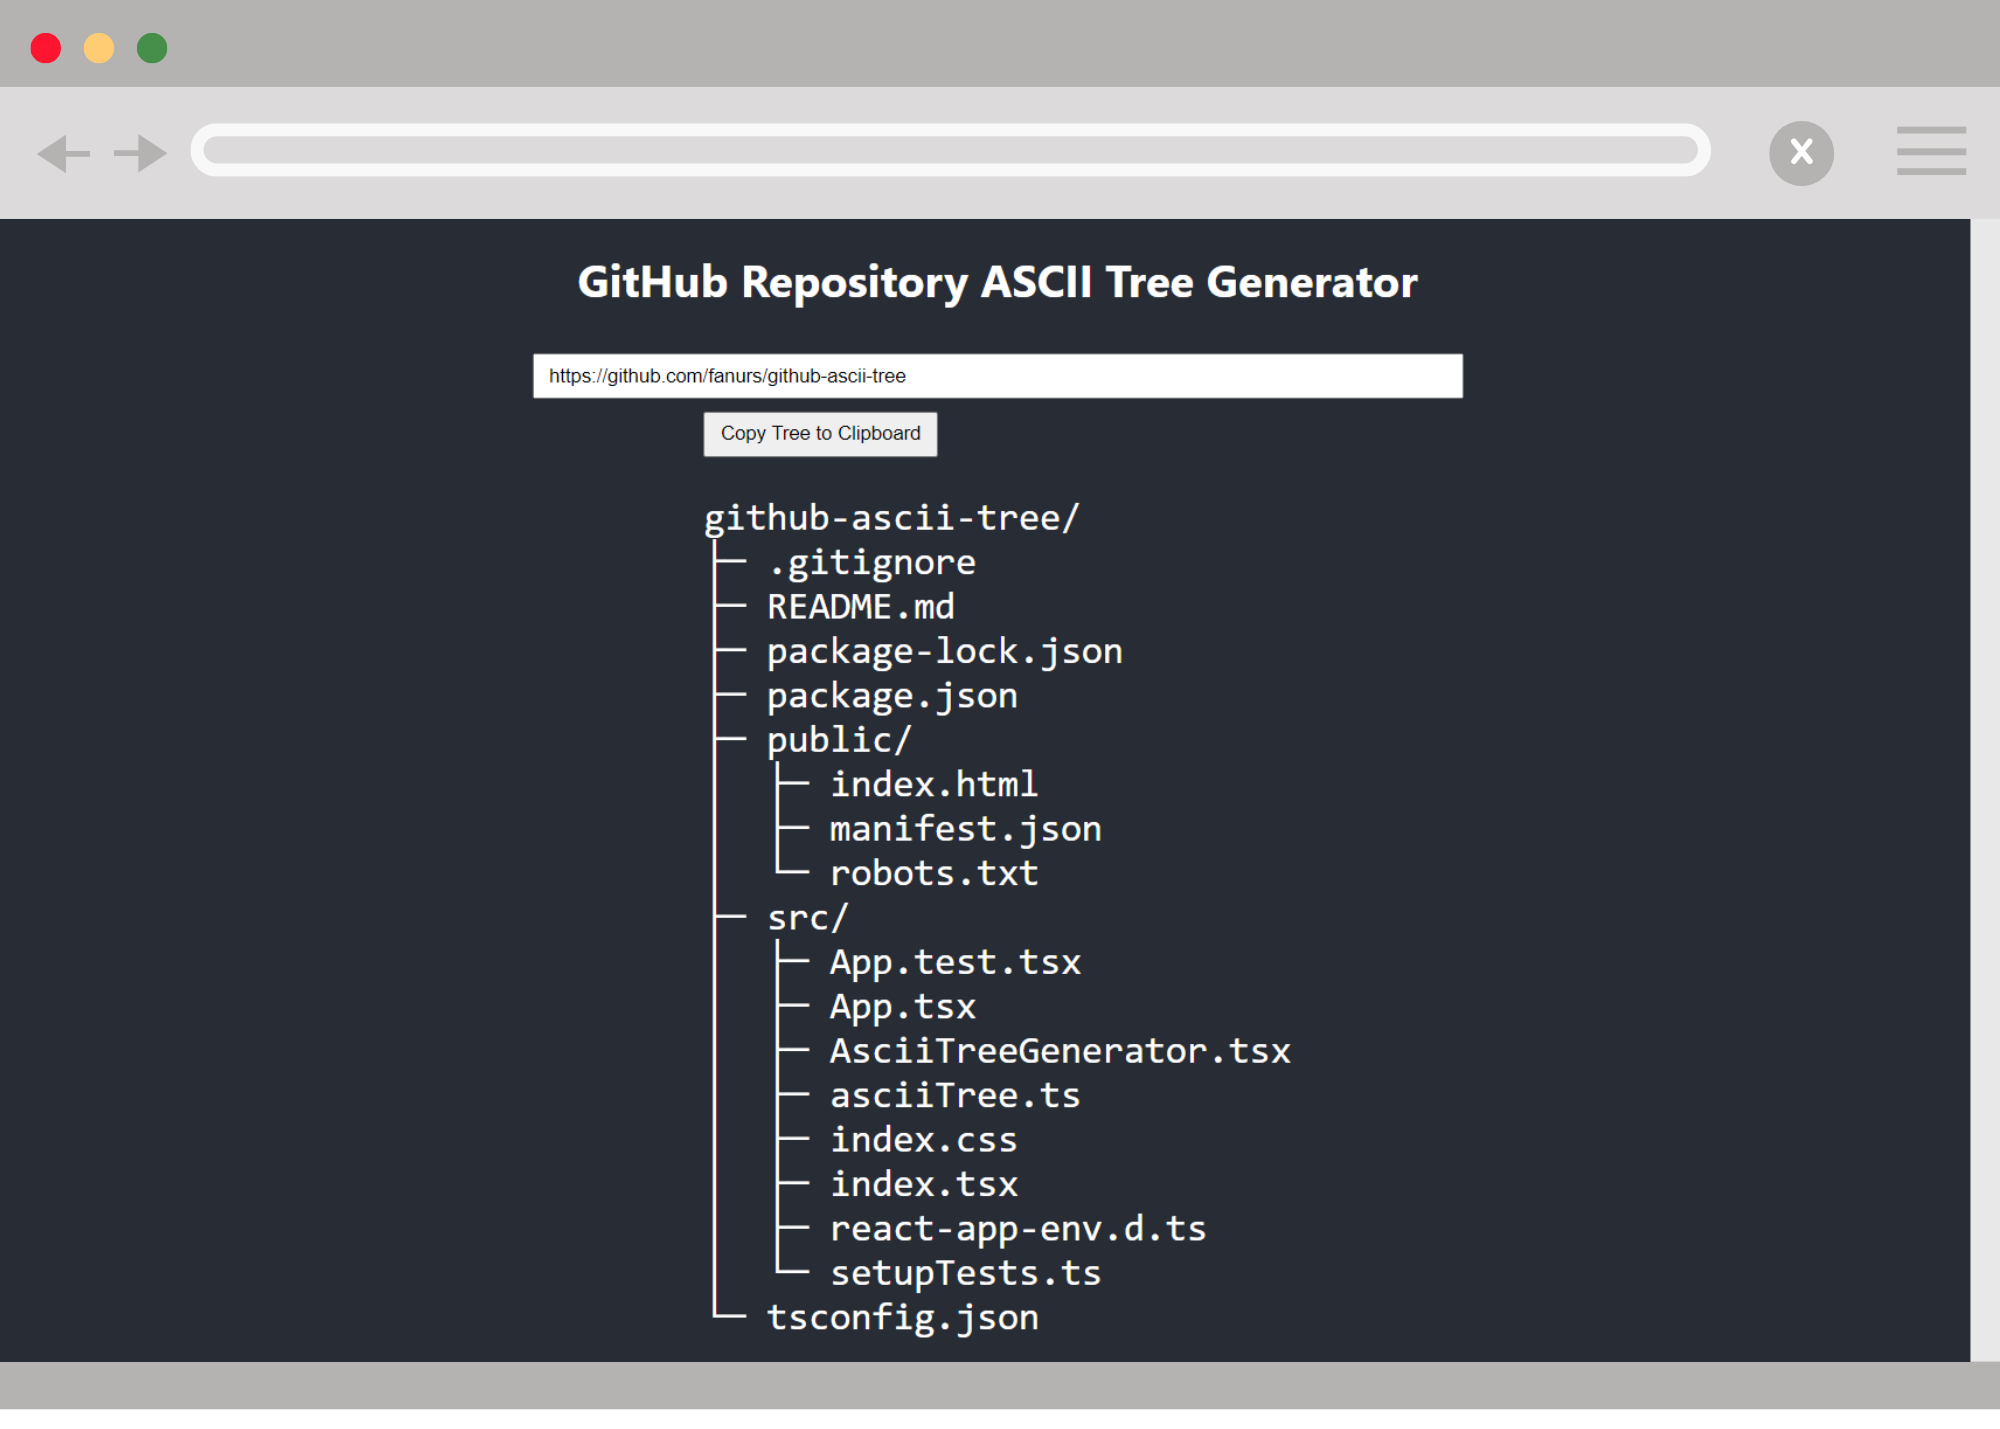 GitHub Repository ASCII Tree Generator
https://github.com/fanurs/github-ascii-tree
Copy Tree to Clipboard
github-ascii-tree/
├─ .gitignore
├─ README.md
├─ package-lock.json
├─ package.json
├─ public/
│  ├─ index.html
│  ├─ manifest.json
│  └─ robots.txt
├─ src/
│  ├─ App.test.tsx
│  ├─ App.tsx
│  ├─ AsciiTreeGenerator.tsx
│  ├─ asciiTree.ts
│  ├─ index.css
│  ├─ index.tsx
│  ├─ react-app-env.d.ts
│  └─ setupTests.ts
└─ tsconfig.json